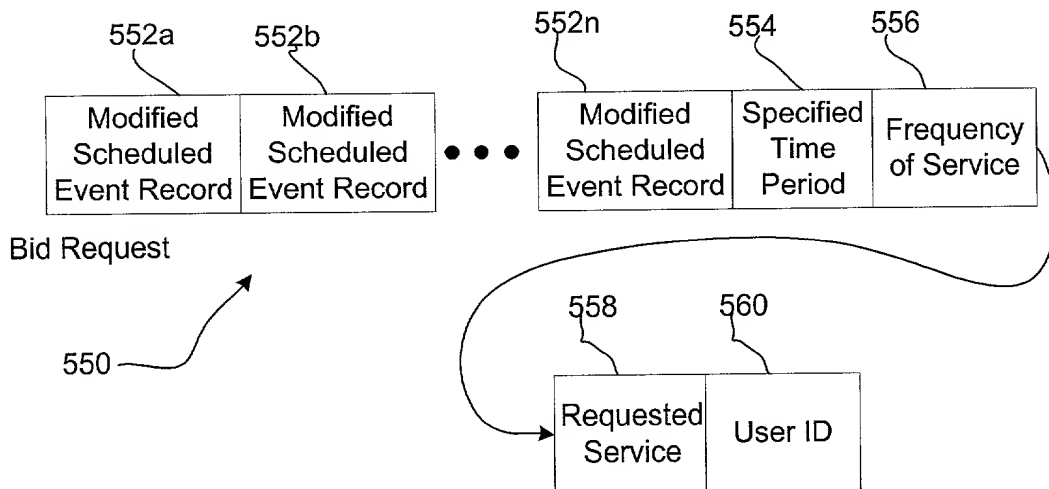 552a
552b
552n
554
556
Modified
Scheduled
Event Record
Modified
Scheduled
Event Record
Modified
Scheduled
Event Record
Specified
Time
Period
Frequency
of Service
Bid Request
550
558
560
Requested
Service
User ID